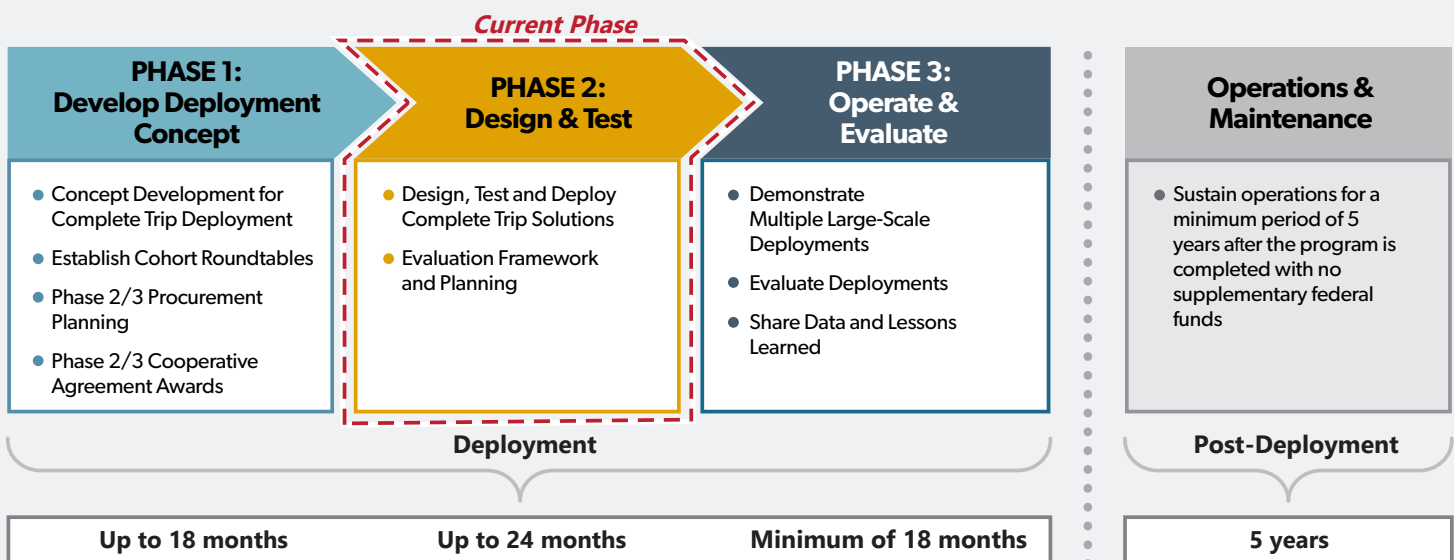 Current Phase
PHASE 1:
Develop Deployment
Concept
Concept Development for
Complete Trip Deployment
Establish Cohort Roundtables
Phase 2/3 Procurement
Planning
Phase 2/3 Cooperative
Agreement Awards
PHASE 2:
Design & Test
Design, Test and Deploy
Complete Trip Solutions
Evaluation Framework
and Planning
PHASE 3:
Operate &
Evaluate
Demonstrate
Multiple Large-Scale
Deployments
Evaluate Deployments
Share Data and Lessons
Learned
Operations &
Maintenance
Sustain operations for a
minimum period of 5
years after the program is
completed with no
supplementary federal
funds
Deployment
Post-Deployment
Up to 18 months
Up to 24 months
Minimum of 18 months
5 years